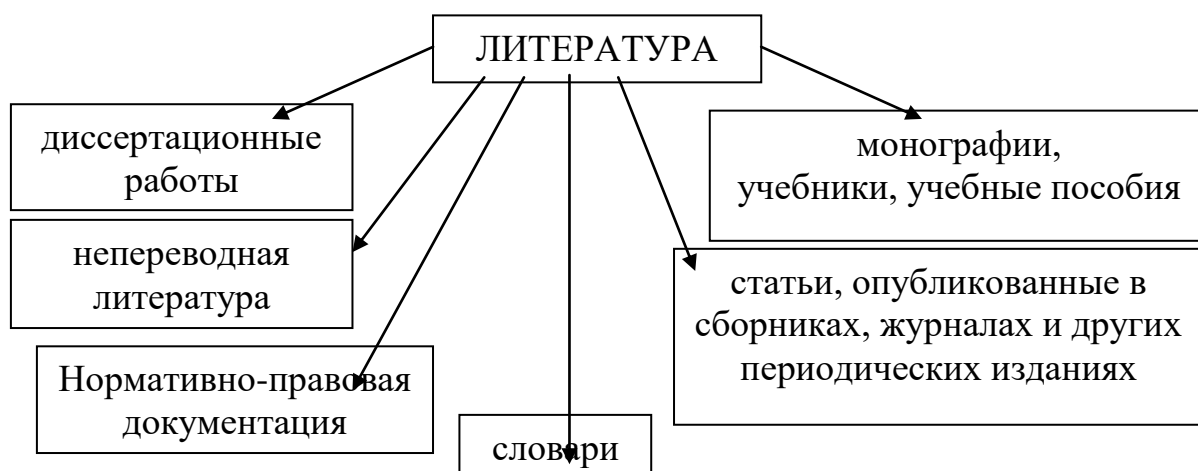 ЛИТЕРАТУРА
диссертационные
работы
монографии,
учебники, учебные пособия
непереводная
литература
статьи, опубликованные в
сборниках, журналах и других
периодических изданиях
Нормативно-правовая
документация
словари